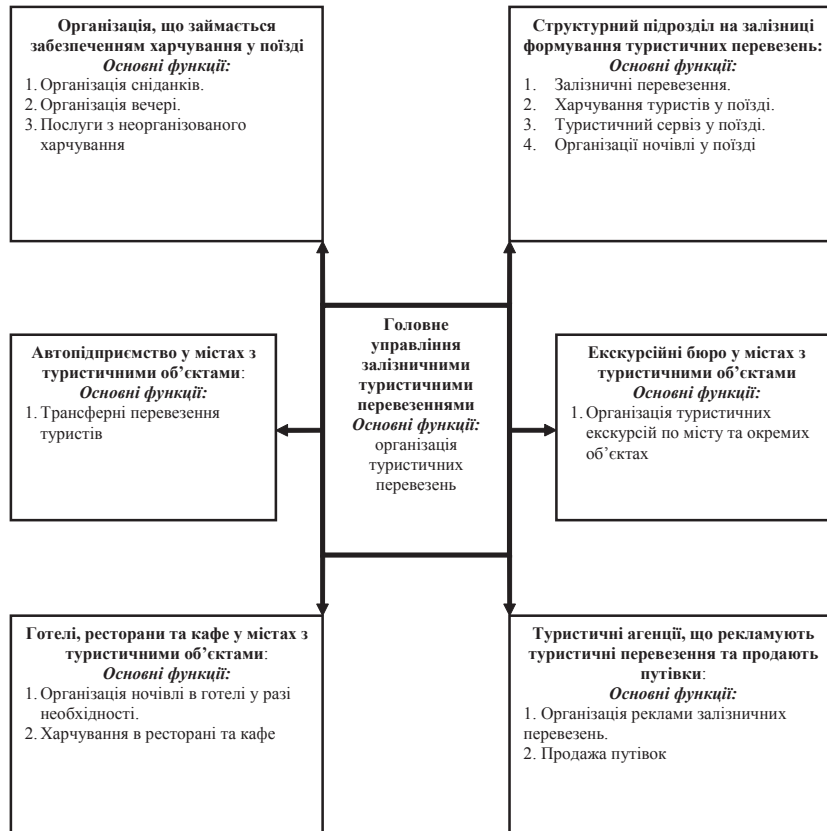 Організація, що займається
забезпеченням харчування у поїзді
Основні функції:
1. Організація сніданків.
2. Організація вечері.
3. Послуги з неорганізованого
харчування
Структурний підрозділ на залізниці
формування туристичних перевезень:
Основні функції:
1. Залізничні перевезення.
2. Харчування туристів у поїзді.
3. Туристичний сервіз у поїзді.
4. Організації ночівлі у поїзді
Автопідприємство у містах з
туристичними об’єктами:
Основні функції:
1. Трансферні перевезення
туристів
Головне
управління
залізничними
туристичними
перевезеннями
Основні функції:
організація
туристичних
перевезень
Екскурсійні бюро у містах з
туристичними об’єктами
Основні функції:
1. Організація туристичних
екскурсій по місту та окремих
об’єктах
Готелі, ресторани та кафе у містах з
туристичними об’єктами:
Основні функції:
1. Організація ночівлі в готелі у разі
необхідності.
2. Харчування в ресторані та кафе
Туристичні агенції, що рекламують
туристичні перевезення та продають
путівки:
Основні функції:
1. Організація реклами залізничних
перевезень.
2. Продажа путівок